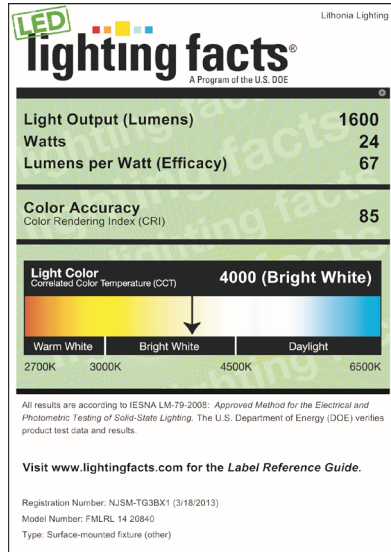 LED
Lithonia Lighting
lighting facts®
A Program of the U.S. DOE
Light Output (Lumens) 1600
Watts 24
Lumens per Watt (Efficacy) 67
Color Accuracy
Color Rendering Index (CRI) 85
Light Color
Correlated Color Temperature (CCT) 4000 (Bright White)
Warm White Bright White Daylight
2700K 3000K 4500K 6500K
All results are according to IESNA LM-79-2008: Approved Method for the Electrical and
Photometric Testing of Solid-State Lighting. The U.S. Department of Energy (DOE) verifies
product test data and results.
Visit www.lightingfacts.com for the Label Reference Guide.
Registration Number: NJSM-TG3BX1 (3/18/2013)
Model Number: FMLRL 14 20840
Type: Surface-mounted fixture (other)